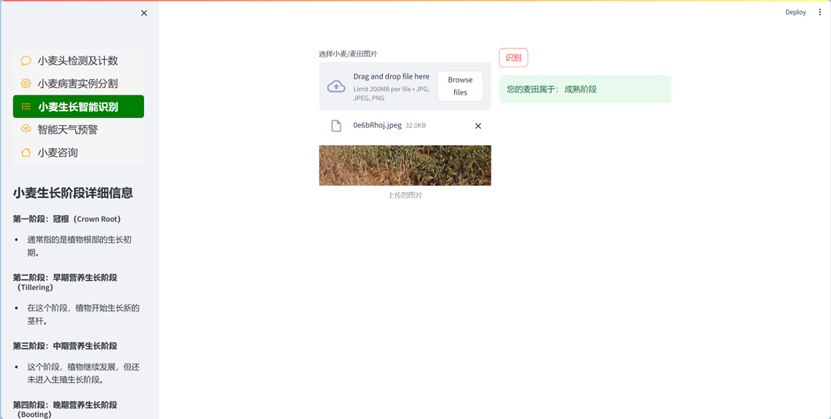 Deploy
小麦头检测及计数
小麦病害实例分割
小麦生长智能识别
智能天气预警
小麦咨询
小麦生长阶段详细信息
第一阶段：冠根（Crown Root）
通常指的是植物根部的生长初
期。
第二阶段：早期营养生长阶段
（Tillering）
在这个阶段，植物开始生长新的
茎杆。
第三阶段：中期营养生长阶段
这个阶段，植物继续发展，但还
未进入生殖生长阶段。
第四阶段：晚期营养生长阶段
（Booting）
选择小麦/麦田图片
Drag and drop file here
Limit 200MB per file • JPG,
JPEG, PNG
Browse
files
0e6bRhoj.jpeg 32.0KB
上传的图片
识别
您的麦田属于： 成熟阶段